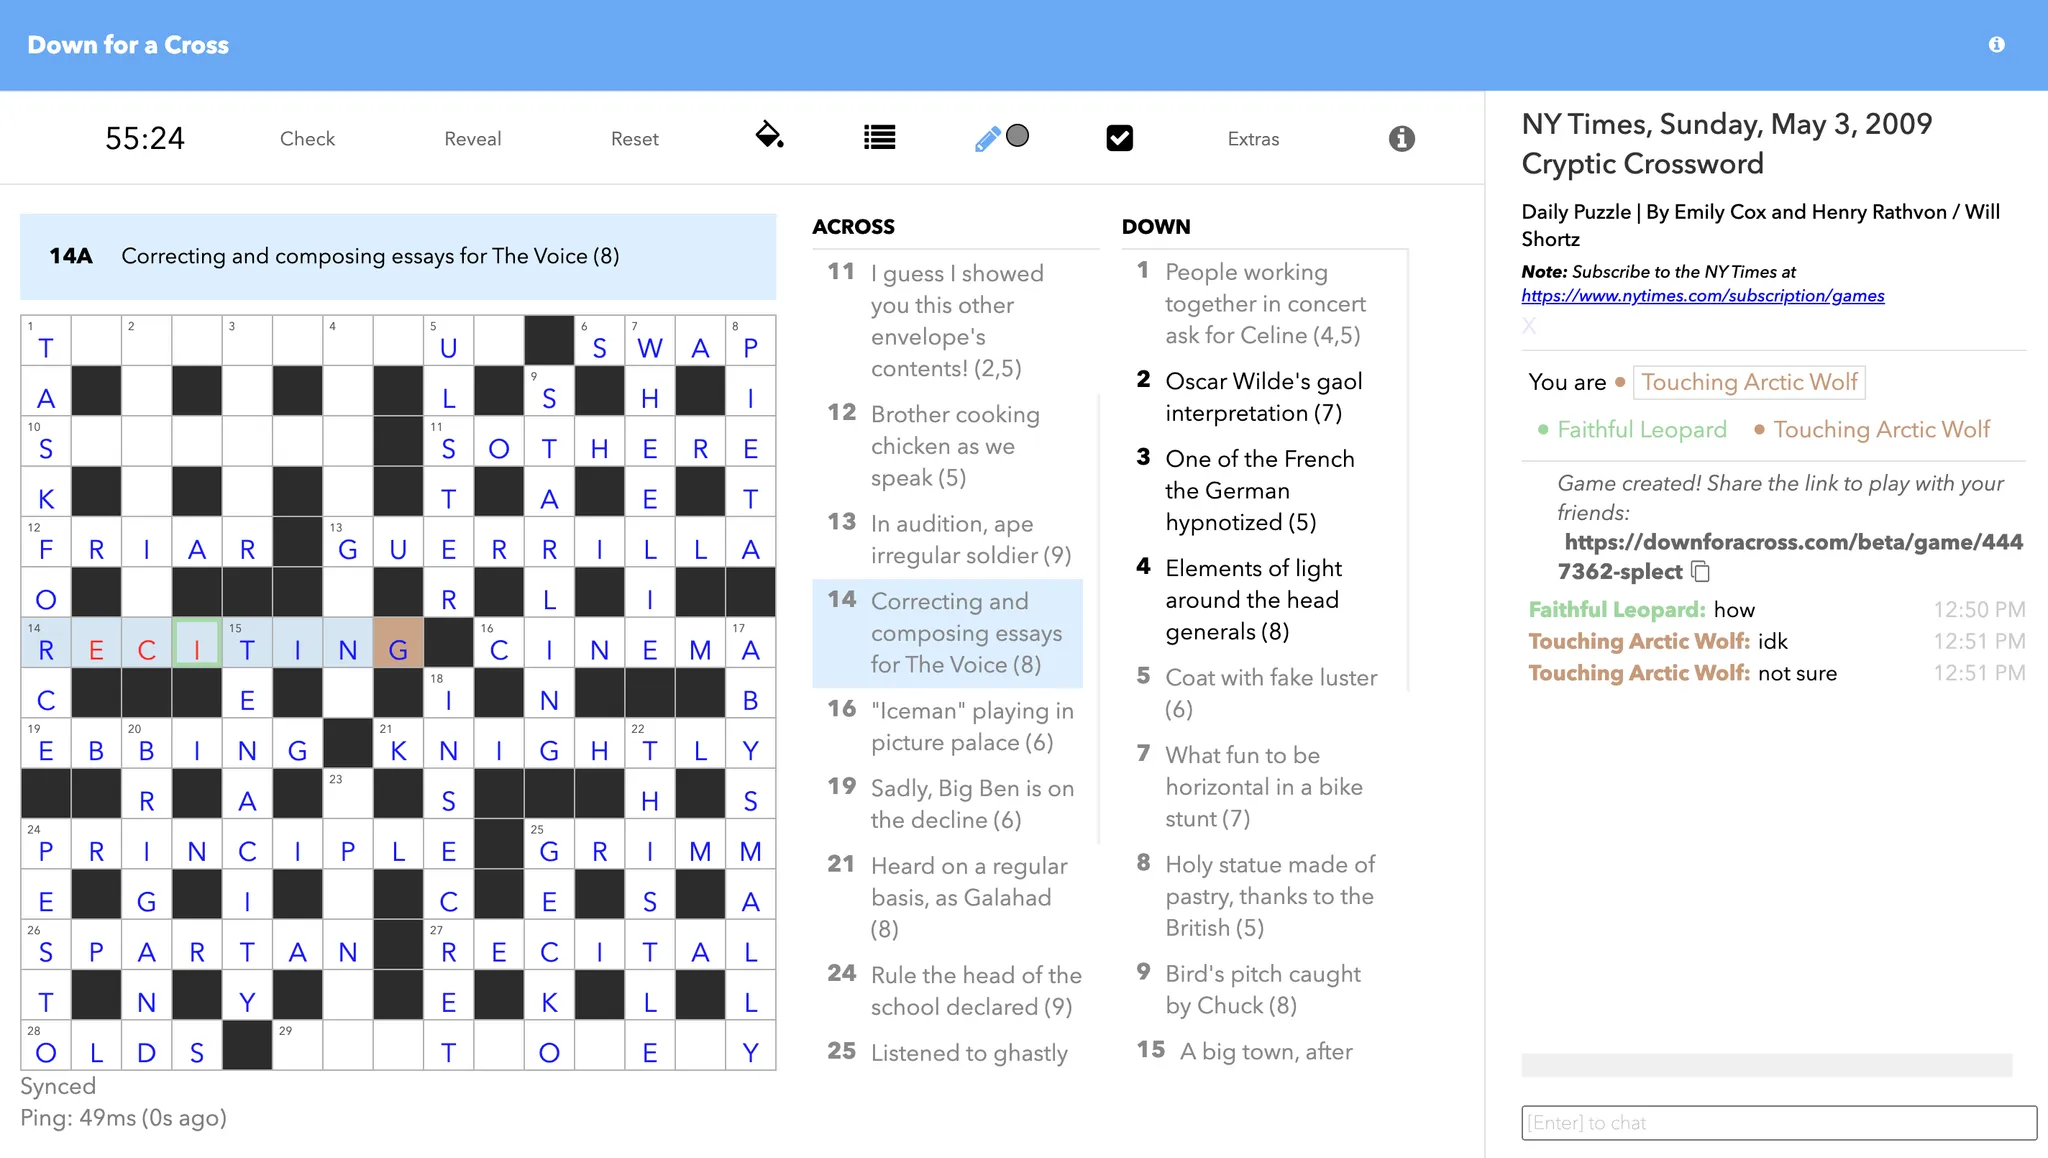 Down for a Cross
55:24
Check
Reveal
Reset
Extras
14A Correcting and composing essays for The Voice (8)
1 2 3 4 5 6 7 8
T U S W A P
9
A L S H I
10 11
S S O T H E R E
K T A E T
12 13
F R I A R G U E R R I L L A
O R L I
14 15 16 17
R E C I T I N G C I N E M A
18
C E I N B
19 20 21 22
E B B I N G K N I G H T L Y
23
R A S H S
24 25
P R I N C I P L E G R I M M
E G I C E S A
26 27
S P A R T A N R E C I T A L
T N Y E K L L
28 29
O L D S T O E Y
Synced
Ping: 49ms (0s ago)
ACROSS
11 I guess I showed
you this other
envelope's
contents! (2,5)
12 Brother cooking
chicken as we
speak (5)
13 In audition, ape
irregular soldier (9)
14 Correcting and
composing essays
for The Voice (8)
16 "Iceman" playing in
picture palace (6)
19 Sadly, Big Ben is on
the decline (6)
21 Heard on a regular
basis, as Galahad
(8)
24 Rule the head of the
school declared (9)
25 Listened to ghastly
DOWN
1 People working
together in concert
ask for Celine (4,5)
2 Oscar Wilde's gaol
interpretation (7)
3 One of the French
the German
hypnotized (5)
4 Elements of light
around the head
generals (8)
5 Coat with fake luster
(6)
7 What fun to be
horizontal in a bike
stunt (7)
8 Holy statue made of
pastry, thanks to the
British (5)
9 Bird's pitch caught
by Chuck (8)
15 A big town, after
NY Times, Sunday, May 3, 2009
Cryptic Crossword
Daily Puzzle | By Emily Cox and Henry Rathvon / Will
Shortz
Note: Subscribe to the NY Times at
https://www.nytimes.com/subscription/games
X
You are • Touching Arctic Wolf
• Faithful Leopard • Touching Arctic Wolf
Game created! Share the link to play with your
friends:
https://downforacross.com/beta/game/444
7362-splect
Faithful Leopard: how 12:50 PM
Touching Arctic Wolf: idk 12:51 PM
Touching Arctic Wolf: not sure 12:51 PM
[Enter] to chat